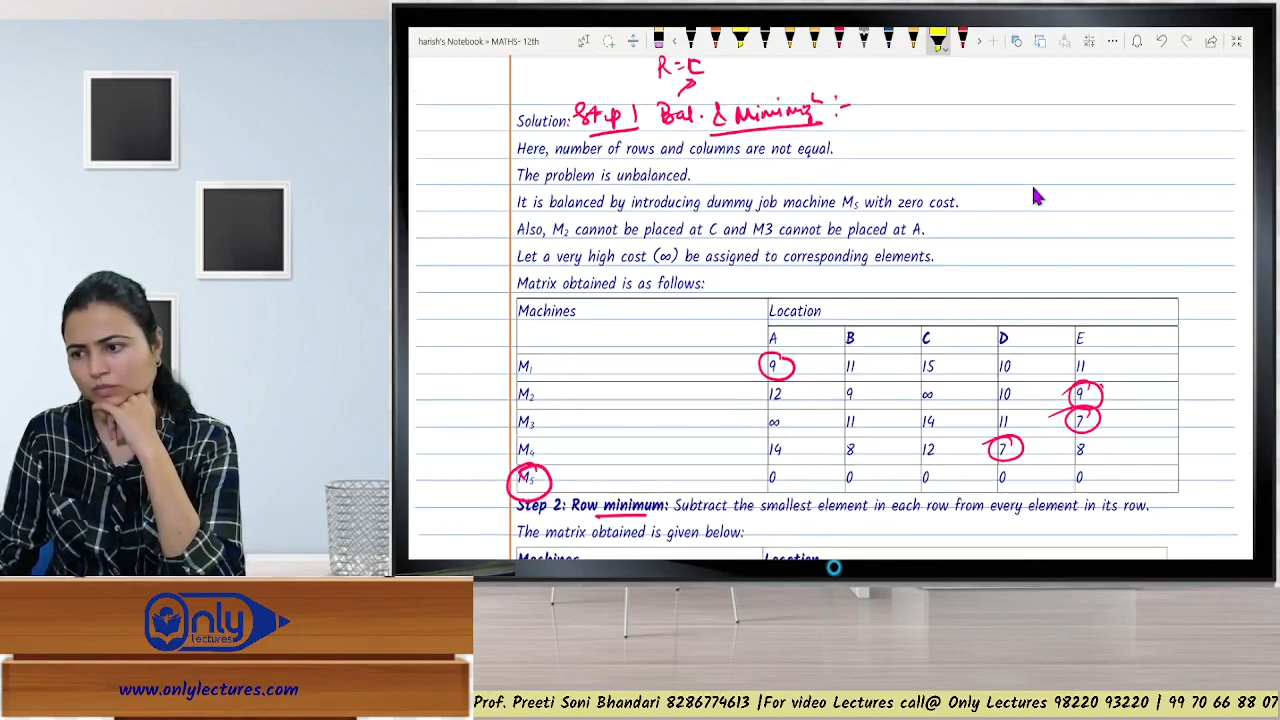 harish's Notebook » MATHS- 12th
R = C
Solution: Step 1 Bal. & Minimizⁿ :-
Here, number of rows and columns are not equal.
The problem is unbalanced.
It is balanced by introducing dummy job machine M₅ with zero cost.
Also, M₂ cannot be placed at C and M3 cannot be placed at A.
Let a very high cost (∞) be assigned to corresponding elements.
Matrix obtained is as follows:
Machines Location
A B C D E
M₁ 9 11 15 10 11
M₂ 12 9 ∞ 10 9
M₃ ∞ 11 14 11 7
M₄ 14 8 12 7 8
M₅ 0 0 0 0 0
Step 2: Row minimum: Subtract the smallest element in each row from every element in its row.
The matrix obtained is given below:
Machines Location
Only
lectures
www.onlylectures.com
Prof. Preeti Soni Bhandari 8286774613 |For video Lectures call@ Only Lectures 98220 93220 | 99 70 66 88 07